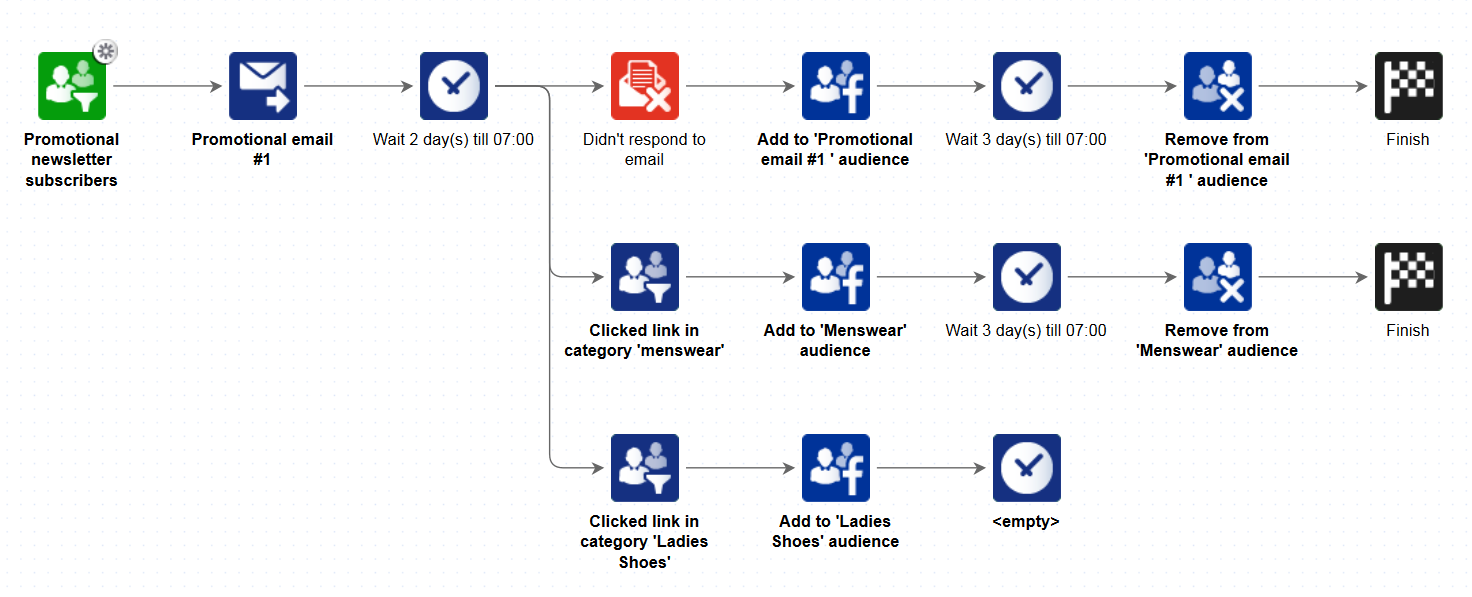 Promotional
newsletter
subscribers
Promotional email
#1
Wait 2 day(s) till 07:00
Didn't respond to
email
Add to 'Promotional
email #1 ' audience
Wait 3 day(s) till 07:00
Remove from
'Promotional email
#1 ' audience
Finish
Clicked link in
category 'menswear'
Add to 'Menswear'
audience
Wait 3 day(s) till 07:00
Remove from
'Menswear' audience
Finish
Clicked link in
category 'Ladies
Shoes'
Add to 'Ladies
Shoes' audience
<empty>